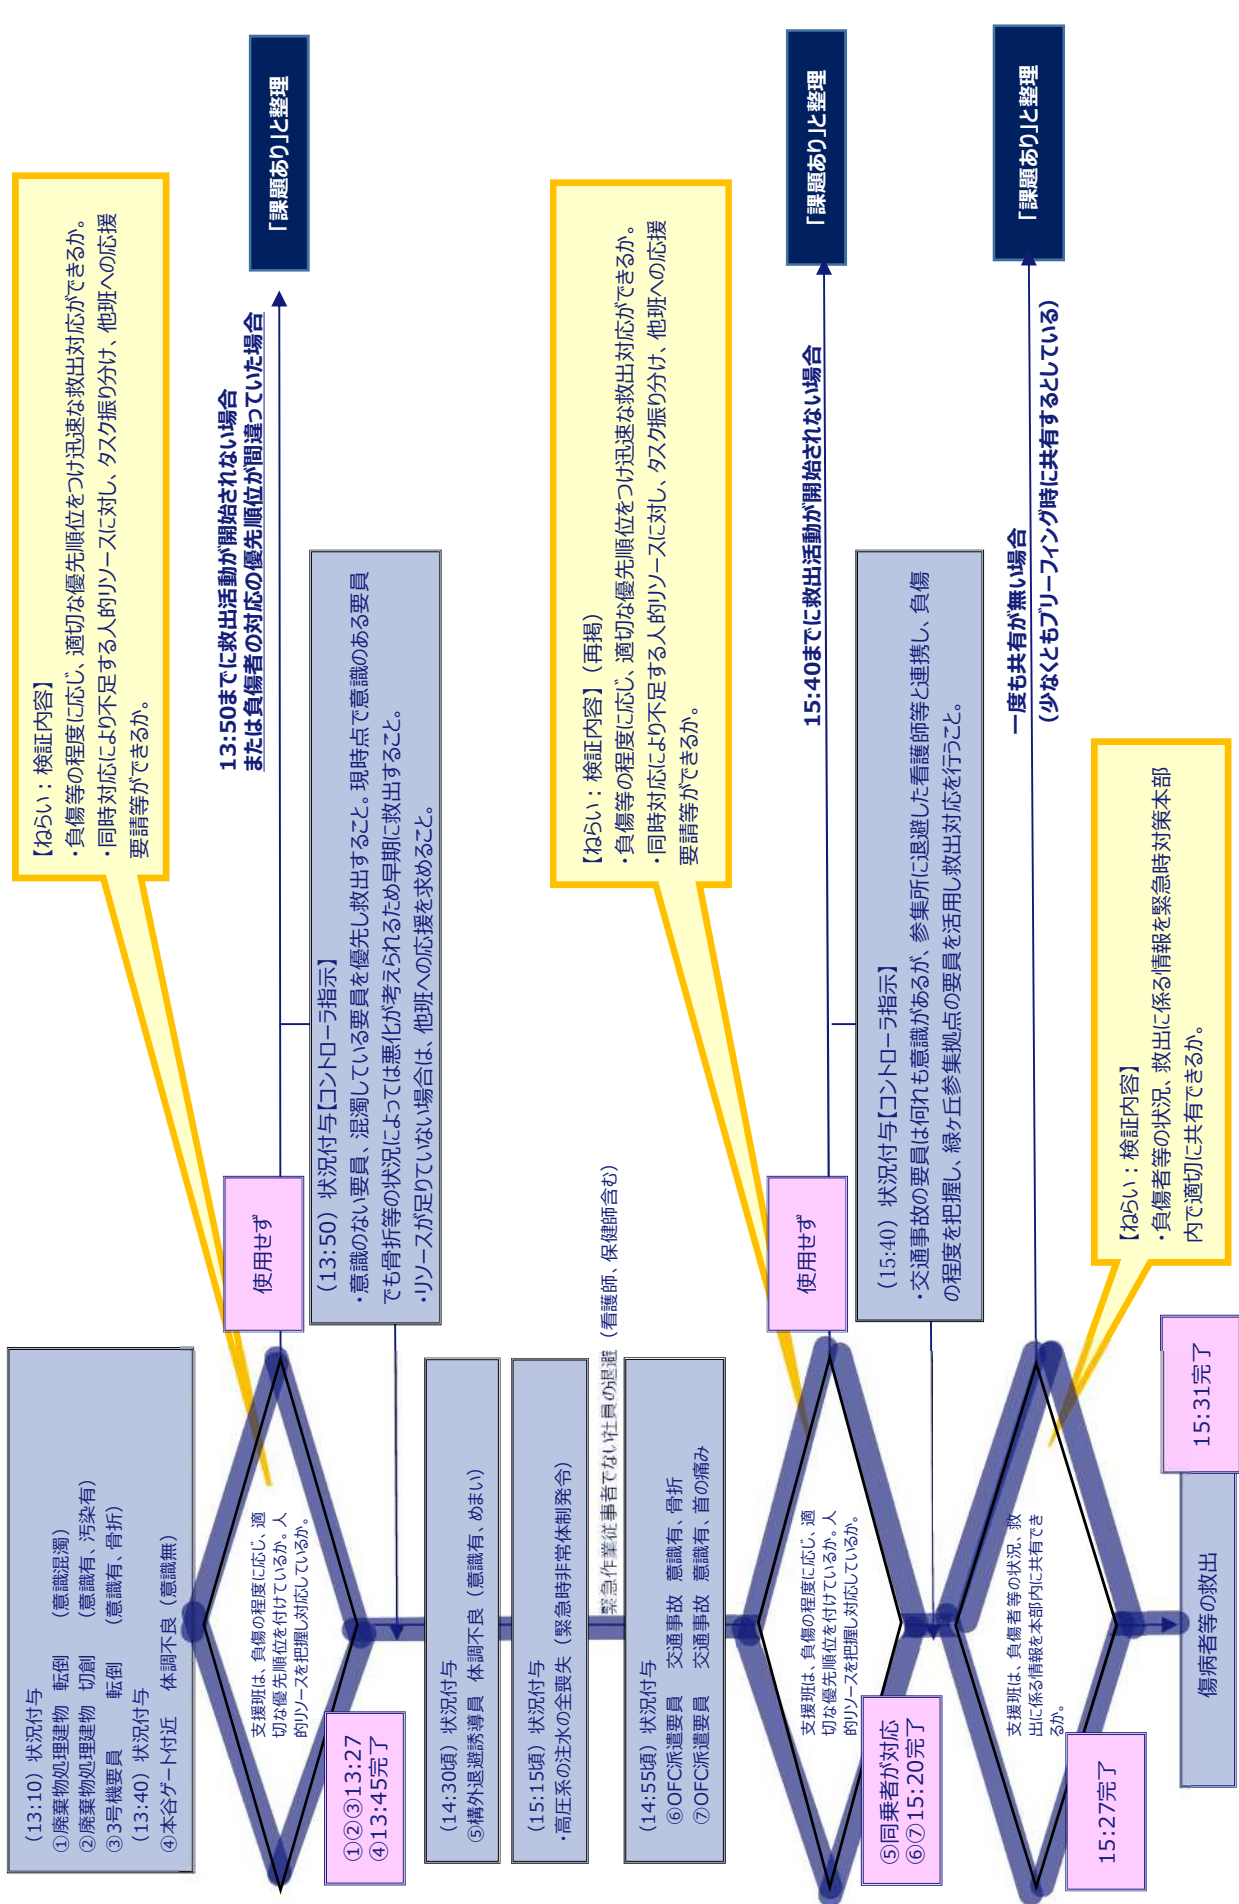 (13:10) 状況付与
①廃棄物処理建物 転倒 (意識混濁)
②廃棄物処理建物 切創 (意識有、汚染有)
③3号機要員 転倒 (意識有、骨折)
(13:40) 状況付与
④本谷ゲート付近 体調不良 (意識無)
【ねらい：検証内容】
・負傷等の程度に応じ、適切な優先順位をつけ迅速な救出対応ができるか。
・同時対応により不足する人的リソースに対し、タスク振り分け、他班への応援
要請等ができるか。
支援班は、負傷の程度に応じ、適
切な優先順位を付けているか。人
的リソースを把握し対応しているか。
使用せず
13:50までに救出活動が開始されない場合
または負傷者の対応の優先順位が間違っていた場合
「課題あり」と整理
①②③13:27
④13:45完了
(13:50) 状況付与【コントローラ指示】
・意識のない要員、混濁している要員を優先し救出すること。現時点で意識のある要員
でも骨折等の状況によっては悪化が考えられるため早期に救出すること。
・リソースが足りていない場合は、他班への応援を求めること。
(14:30頃) 状況付与
⑤構外退避誘導員 体調不良 (意識有、めまい)
(15:15頃) 状況付与
・高圧系の注水の全喪失 (緊急時非常体制発令)
緊急作業従事者でない社員の退避 (看護師、保健師含む)
(14:55頃) 状況付与
⑥OFC派遣要員 交通事故 意識有、骨折
⑦OFC派遣要員 交通事故 意識有、首の痛み
【ねらい：検証内容】(再掲)
・負傷等の程度に応じ、適切な優先順位をつけ迅速な救出対応ができるか。
・同時対応により不足する人的リソースに対し、タスク振り分け、他班への応援
要請等ができるか。
支援班は、負傷の程度に応じ、適
切な優先順位を付けているか。人
的リソースを把握し対応しているか。
使用せず
15:40までに救出活動が開始されない場合
「課題あり」と整理
⑤同乗者が対応
⑥⑦15:20完了
(15:40) 状況付与【コントローラ指示】
・交通事故の要員は何れも意識があるが、参集所に退避した看護師等と連携し、負傷
の程度を把握し、緑ヶ丘参集拠点の要員を活用し救出対応を行うこと。
支援班は、負傷者等の状況、救
出に係る情報を本部内に共有でき
るか。
一度も共有が無い場合
(少なくともブリーフィング時に共有するとしている)
「課題あり」と整理
15:27完了
【ねらい：検証内容】
・負傷者等の状況、救出に係る情報を緊急時対策本部
内で適切に共有できるか。
傷病者等の救出
15:31完了